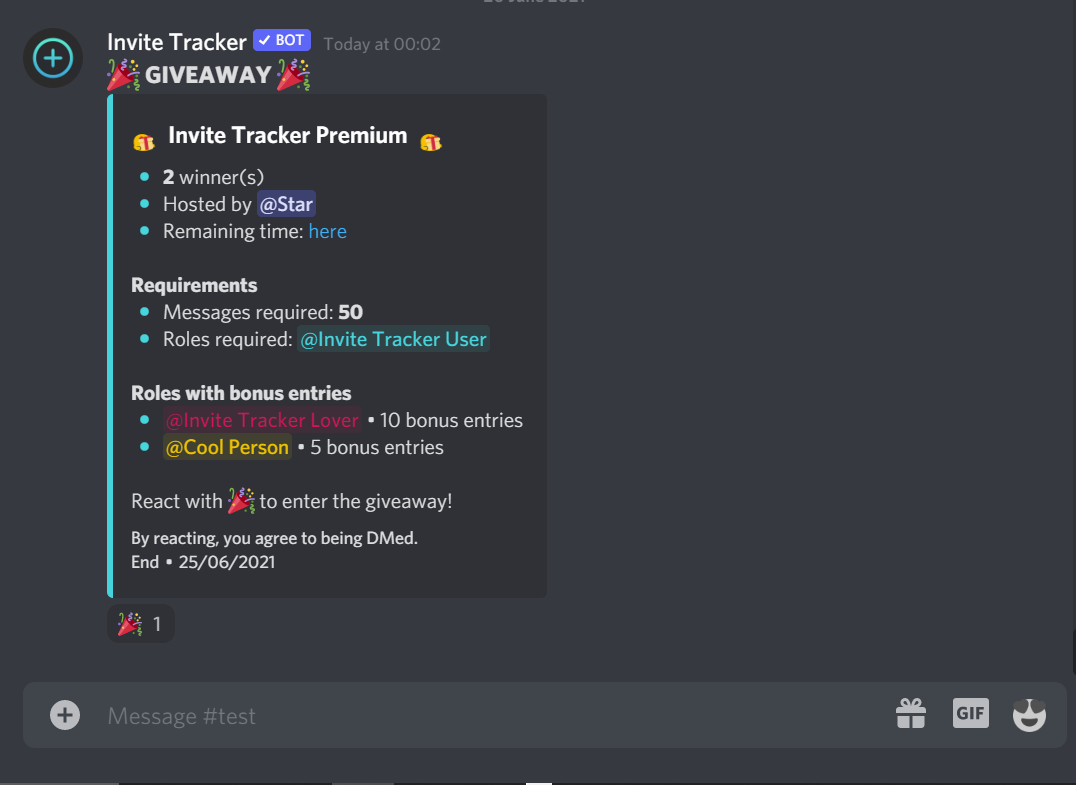 Invite Tracker BOT Today at 00:02
GIVEAWAY
Invite Tracker Premium
2 winner(s)
Hosted by @Star
Remaining time: here
Requirements
Messages required: 50
Roles required: @Invite Tracker User
Roles with bonus entries
@Invite Tracker Lover • 10 bonus entries
@Cool Person • 5 bonus entries
React with to enter the giveaway!
By reacting, you agree to being DMed.
End • 25/06/2021
1
Message #test
GIF